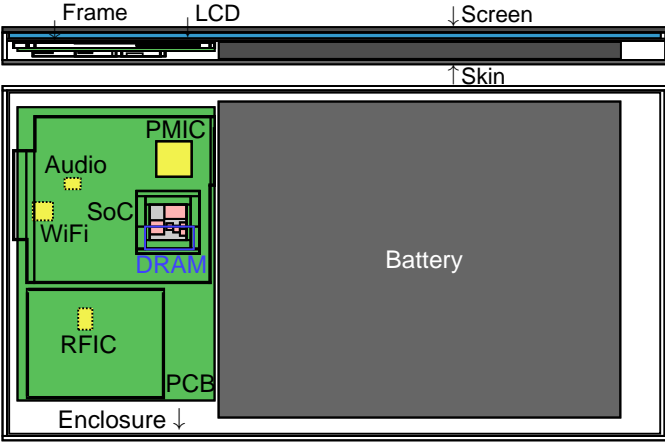 Frame ↓
LCD ↓
↓Screen
↑Skin
PMIC
Audio
SoC
WiFi
DRAM
Battery
RFIC
PCB
Enclosure ↓